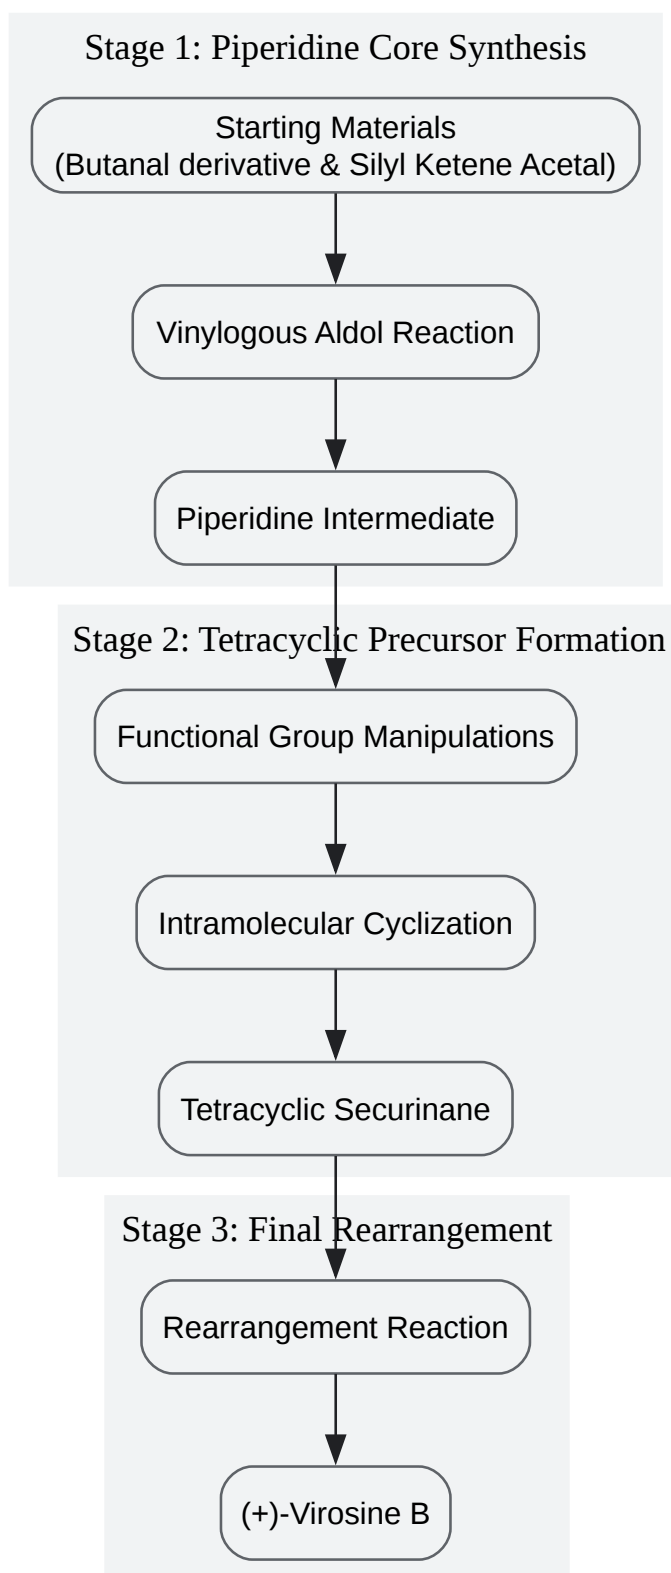 Stage 1: Piperidine Core Synthesis
Starting Materials
(Butanal derivative & Silyl Ketene Acetal)
Vinylogous Aldol Reaction
Piperidine Intermediate
Stage 2: Tetracyclic Precursor Formation
Functional Group Manipulations
Intramolecular Cyclization
Tetracyclic Securinane
Stage 3: Final Rearrangement
Rearrangement Reaction
(+)-Virosine B